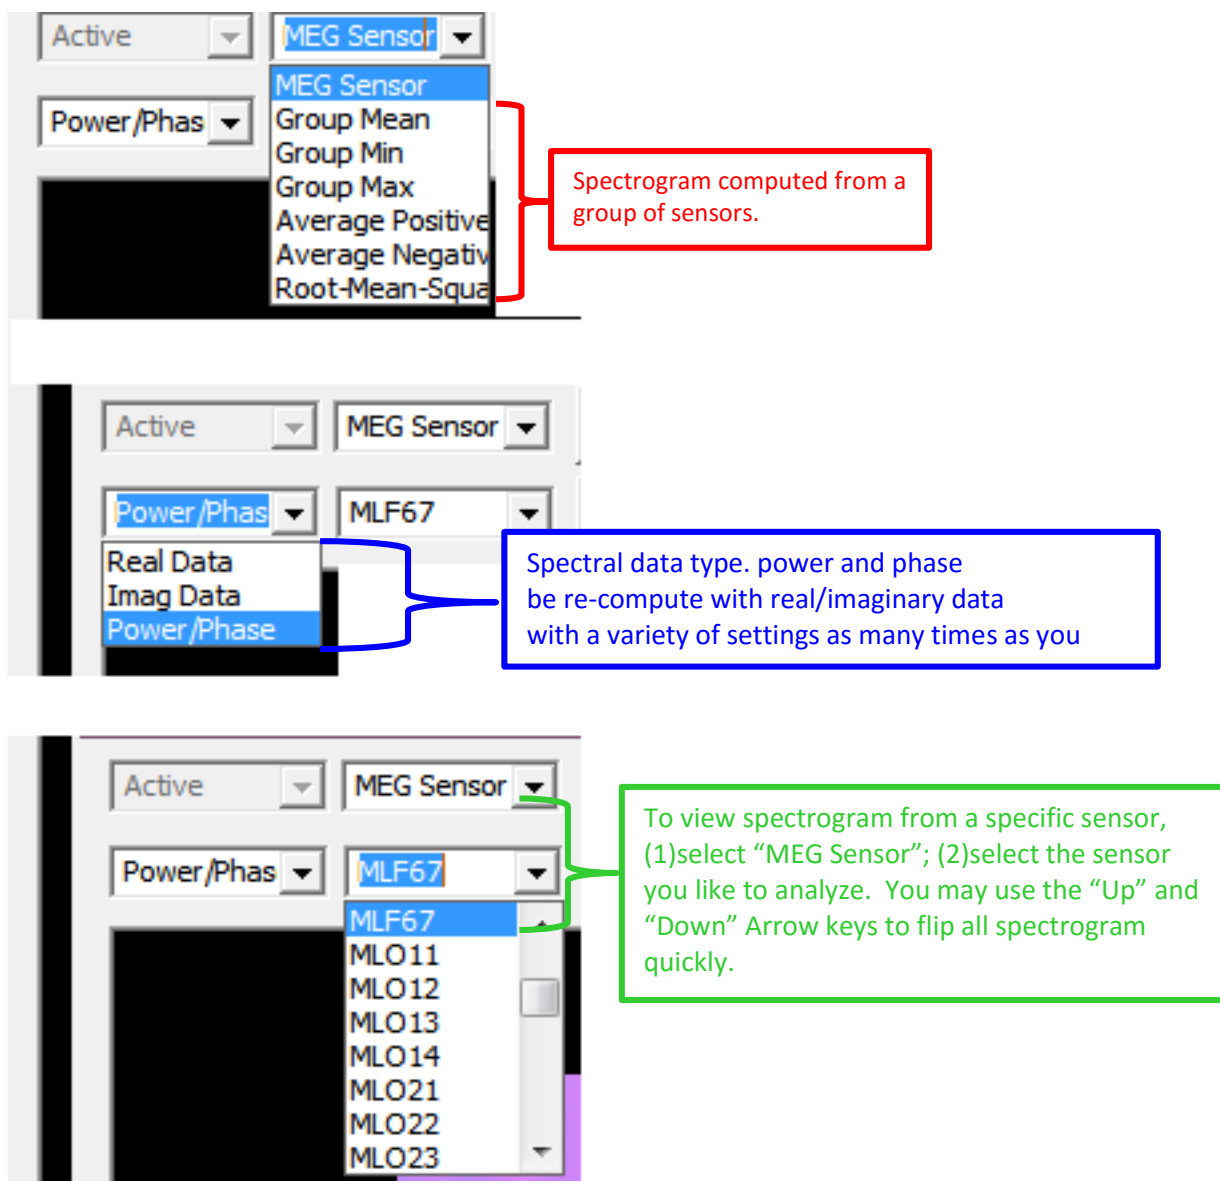 Active
MEG Sensor
MEG Sensor
Power/Phas
Group Mean
Group Min
Group Max
Average Positive
Average Negativ
Root-Mean-Squa
Spectrogram computed from a
group of sensors.
Active
MEG Sensor
Power/Phas
MLF67
Real Data
Imag Data
Power/Phase
Spectral data type. power and phase
be re-compute with real/imaginary data
with a variety of settings as many times as you
Active
MEG Sensor
Power/Phas
MLF67
MLF67
MLO11
MLO12
MLO13
MLO14
MLO21
MLO22
MLO23
To view spectrogram from a specific sensor,
(1)select “MEG Sensor”; (2)select the sensor
you like to analyze.  You may use the “Up” and
“Down” Arrow keys to flip all spectrogram
quickly.